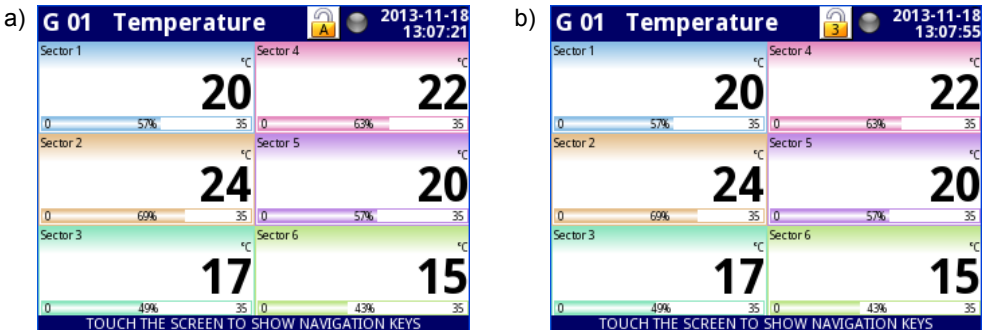 a)
G 01 Temperature A 2013-11-18
13:07:21
Sector 1
°C
20
0 57% 35
Sector 4
°C
22
0 63% 35
Sector 2
°C
24
0 69% 35
Sector 5
°C
20
0 57% 35
Sector 3
°C
17
0 49% 35
Sector 6
°C
15
0 43% 35
TOUCH THE SCREEN TO SHOW NAVIGATION KEYS
b)
G 01 Temperature 3 2013-11-18
13:07:55
Sector 1
°C
20
0 57% 35
Sector 4
°C
22
0 63% 35
Sector 2
°C
24
0 69% 35
Sector 5
°C
20
0 57% 35
Sector 3
°C
17
0 49% 35
Sector 6
°C
15
0 43% 35
TOUCH THE SCREEN TO SHOW NAVIGATION KEYS